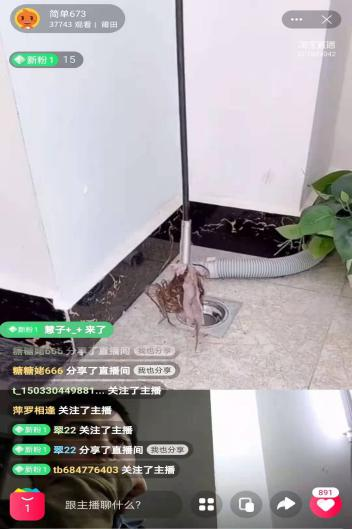 简单673
37743 观看 | 莆田
新粉1 15
淘宝直播
新粉1 慧子+_+ 来了
糖糖姥666 分享了直播间 我也分享
糖糖姥666 分享了直播间 我也分享
t_150330449881... 关注了主播
萍罗相逢 关注了主播
新粉1 翠22 关注了主播
新粉1 翠22 分享了直播间 我也分享
新粉1 tb684776403 关注了主播
1
跟主播聊什么?
891